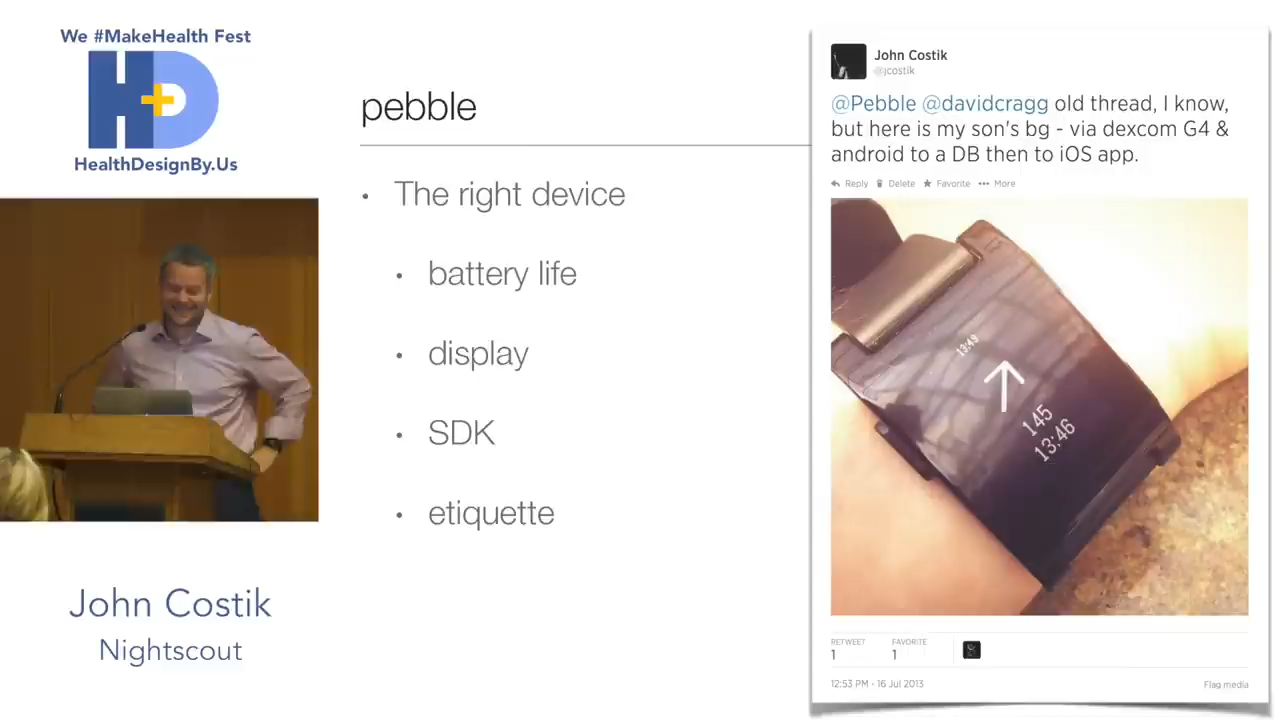 We #MakeHealth Fest
HD
HealthDesignBy.Us
John Costik
Nightscout
pebble
• The right device
• battery life
• display
• SDK
• etiquette
John Costik
@jcostik
@Pebble @davidcragg old thread, I know,
but here is my son's bg - via dexcom G4 &
android to a DB then to iOS app.
Reply Delete Favorite ••• More
13:49
145
13:46
RETWEET
1
FAVORITE
1
12:53 PM - 16 Jul 2013
Flag media